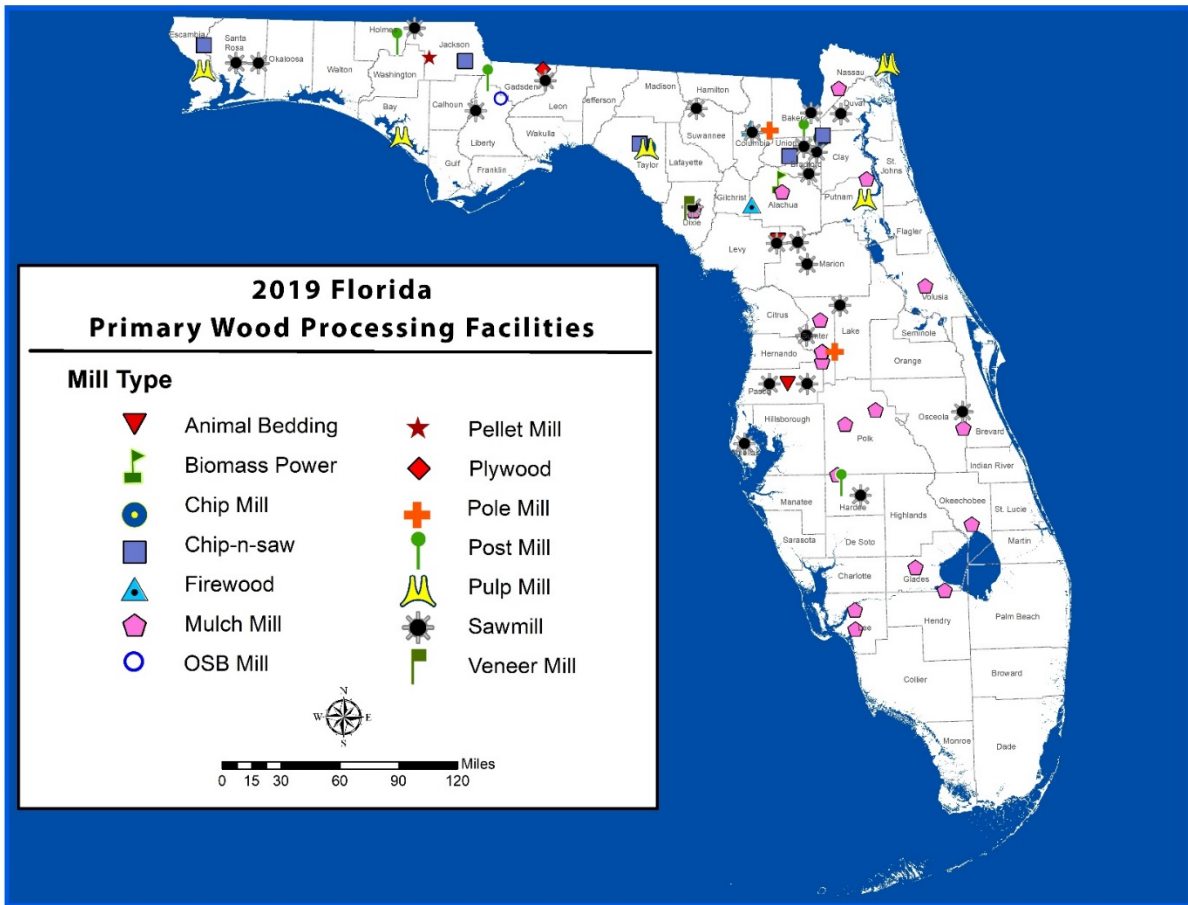 Holmes
Escambia
Santa
Rosa
Okaloosa
Jackson
Walton
Washington
Gadsden
Madison
Hamilton
Nassau
Bay
Calhoun
Leon
Jefferson
Baker
Duval
Liberty
Wakulla
Suwannee
Columbia
Union
Gulf
Franklin
Taylor
Lafayette
Bradford
Clay
St.
Johns
Gilchrist
Alachua
Putnam
Dixie
Flagler
Levy
Marion
Volusia
Citrus
Lake
Seminole
Hernando
Orange
Pasco
Osceola
Hillsborough
Polk
Brevard
Indian River
Manatee
Hardee
Okeechobee
Highlands
St. Lucie
Sarasota
De Soto
Martin
Charlotte
Glades
Lee
Hendry
Palm Beach
Collier
Broward
Monroe
Dade
2019 Florida
Primary Wood Processing Facilities
Mill Type
Animal Bedding
Biomass Power
Chip Mill
Chip-n-saw
Firewood
Mulch Mill
OSB Mill
Pellet Mill
Plywood
Pole Mill
Post Mill
Pulp Mill
Sawmill
Veneer Mill
N
W E
S
Miles
0 15 30 60 90 120